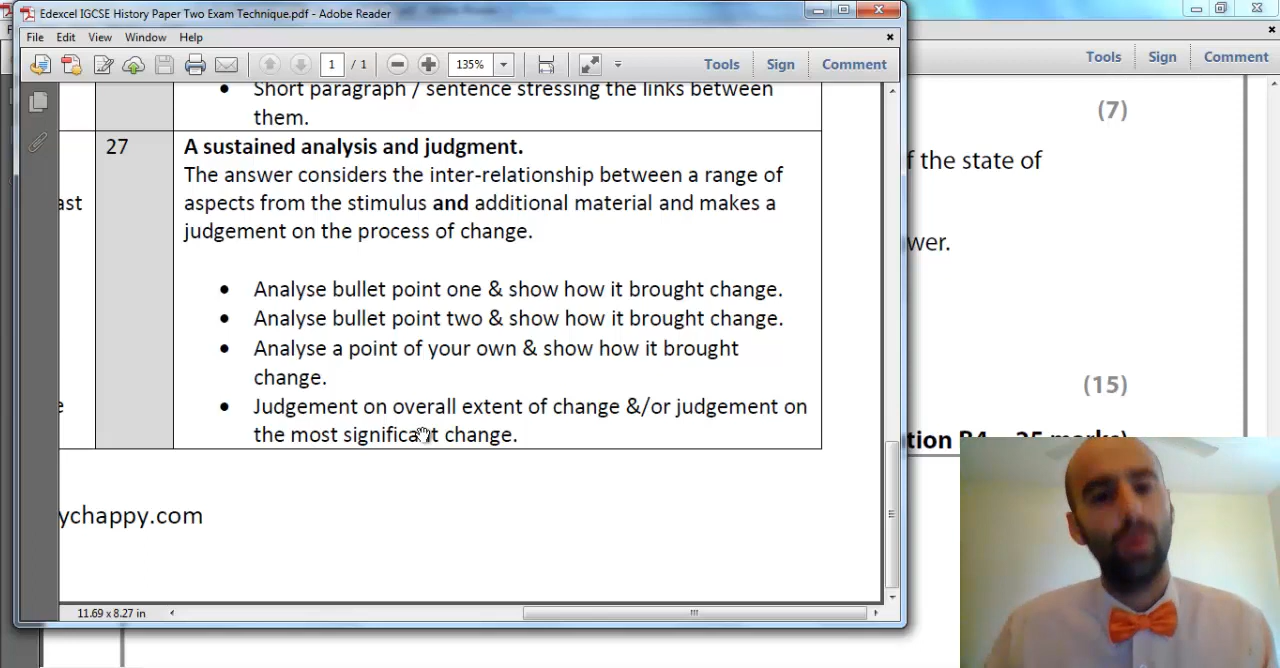 Edexcel IGCSE History Paper Two Exam Technique.pdf - Adobe Reader
File Edit View Window Help
1 / 1 135% Tools Sign Comment
Tools Sign Comment
• Short paragraph / sentence stressing the links between
them.
27
A sustained analysis and judgment.
The answer considers the inter-relationship between a range of
aspects from the stimulus and additional material and makes a
judgement on the process of change.
• Analyse bullet point one & show how it brought change.
• Analyse bullet point two & show how it brought change.
• Analyse a point of your own & show how it brought
change.
• Judgement on overall extent of change &/or judgement on
the most significant change.
ast
e
ychappy.com
11.69 x 8.27 in
(7)
f the state of
wer.
(15)